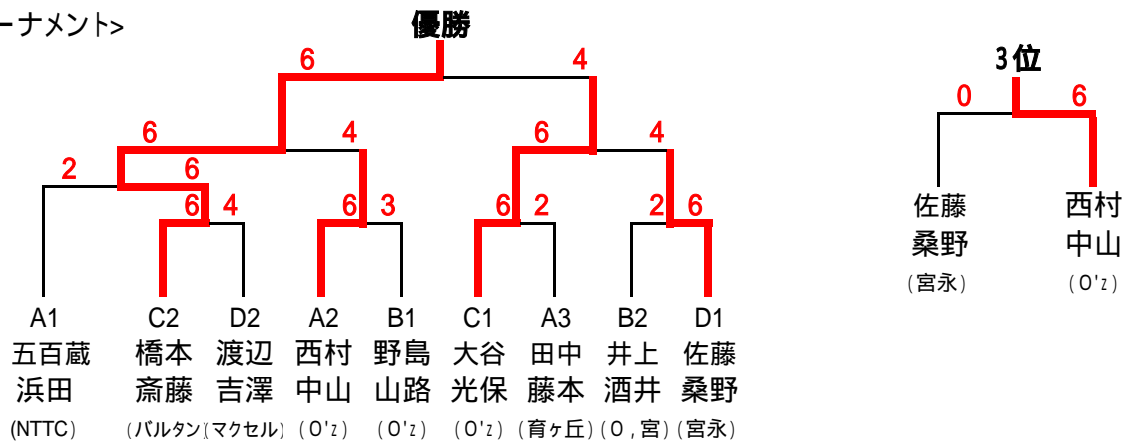 ーナメント>
優勝
6 4
3位
0 6
6 4 6 4
2 6
6 4 6 3 6 2 2 6
佐藤 西村
桑野 中山
(宮永) (O'z)
A1 C2 D2 A2 B1 C1 A3 B2 D1
五百蔵 橋本 渡辺 西村 野島 大谷 田中 井上 佐藤
浜田 斎藤 吉澤 中山 山路 光保 藤本 酒井 桑野
(NTTC) (バルタン) (マクセル) (O'z) (O'z) (O'z) (育ヶ丘) (O,宮) (宮永)